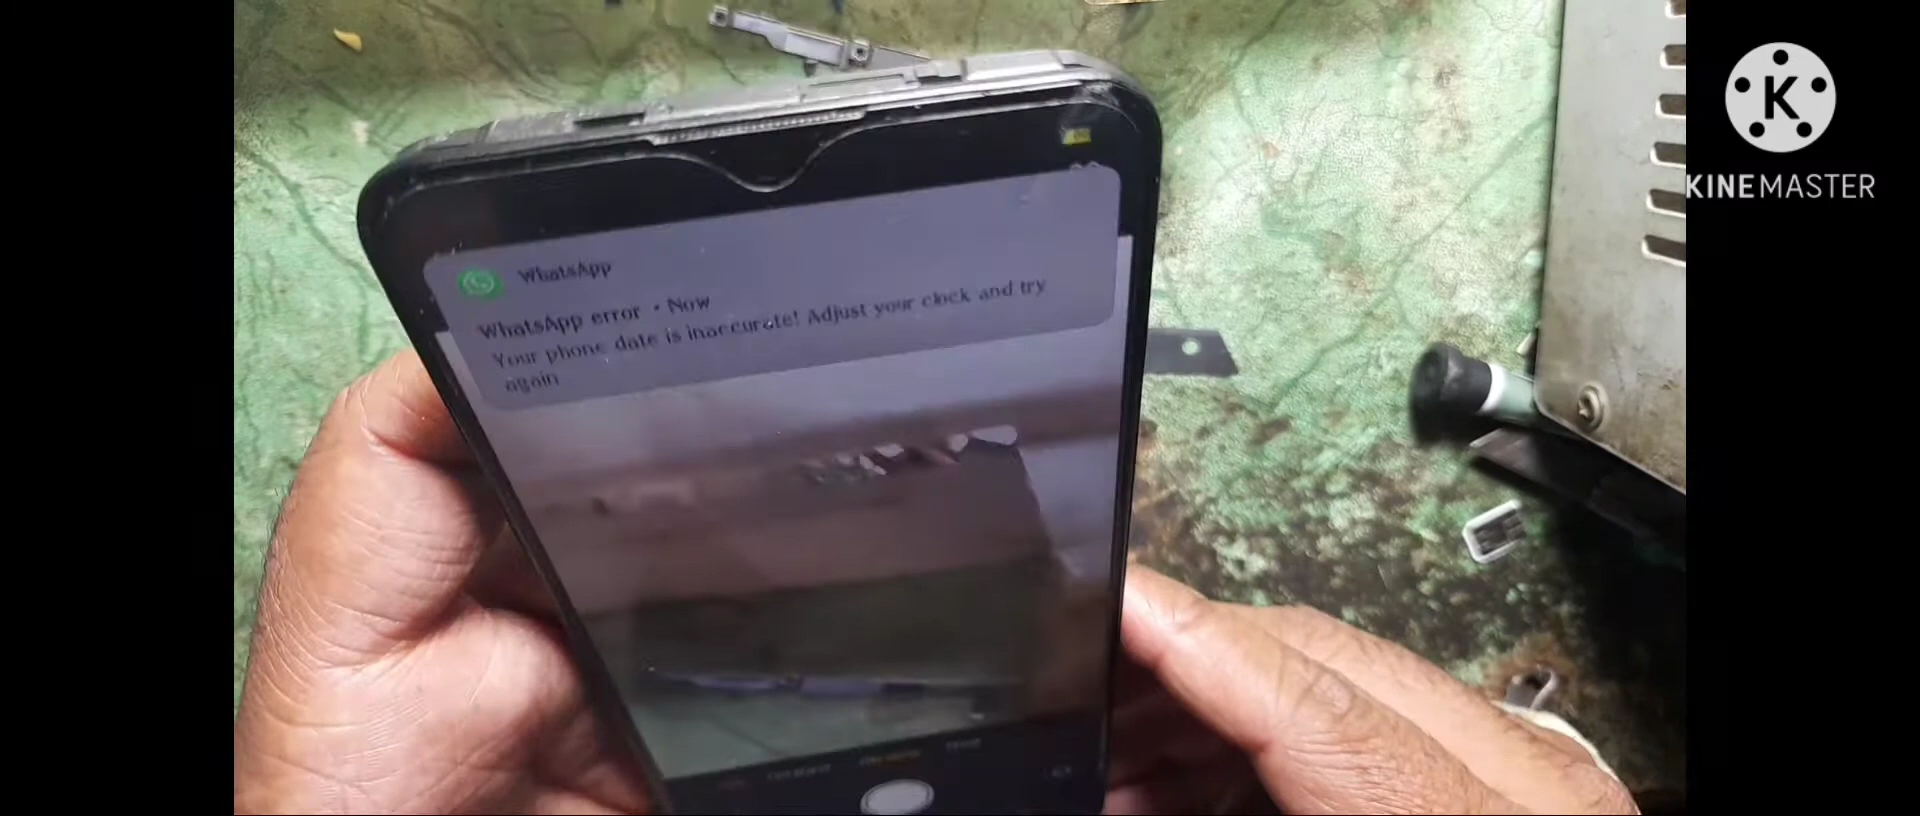 K
KINEMASTER
WhatsApp
WhatsApp error • Now
Your phone date is inaccurate! Adjust your clock and try
again